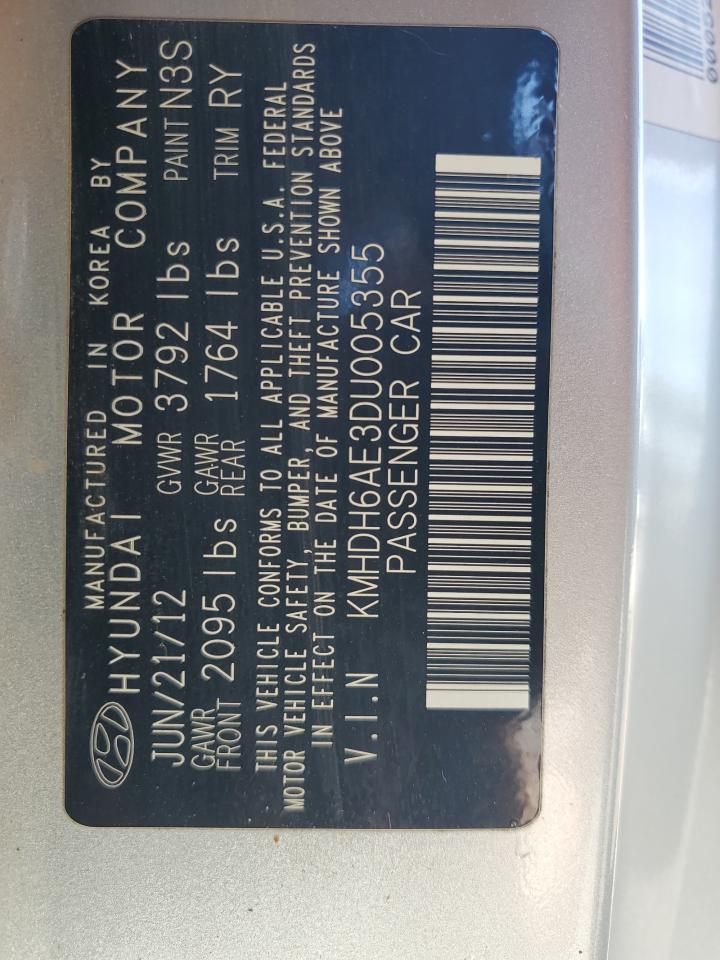 MANUFACTURED IN KOREA BY
HYUNDAI MOTOR COMPANY
JUN/21/12 GVWR 3792 lbs PAINT N3S
GAWR FRONT 2095 lbs GAWR REAR 1764 lbs TRIM RY
THIS VEHICLE CONFORMS TO ALL APPLICABLE U.S.A. FEDERAL
MOTOR VEHICLE SAFETY, BUMPER, AND THEFT PREVENTION STANDARDS
IN EFFECT ON THE DATE OF MANUFACTURE SHOWN ABOVE
V.I.N KMHDH6AE3DU005355
PASSENGER CAR